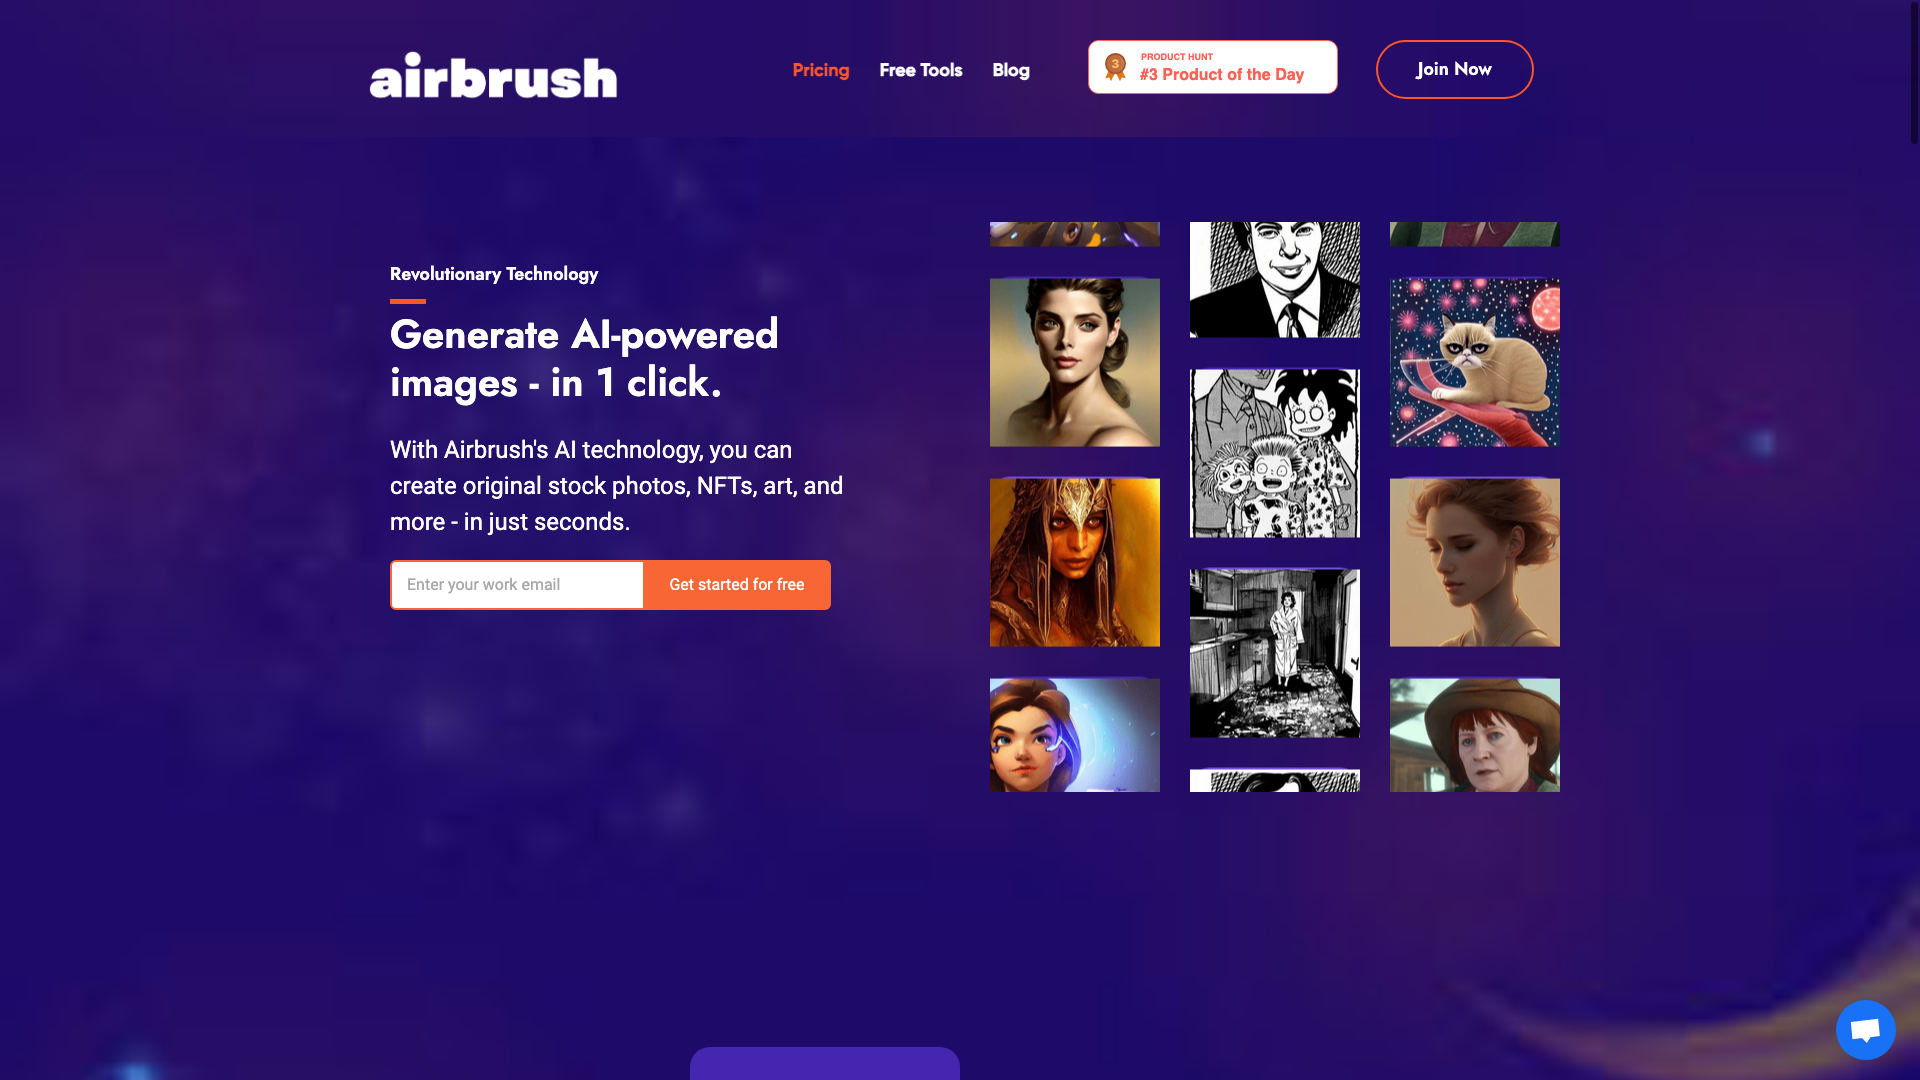 airbrush
Pricing
Free Tools
Blog
3
PRODUCT HUNT
#3 Product of the Day
Join Now
Revolutionary Technology
Generate AI-powered
images - in 1 click.
With Airbrush's AI technology, you can
create original stock photos, NFTs, art, and
more - in just seconds.
Enter your work email
Get started for free